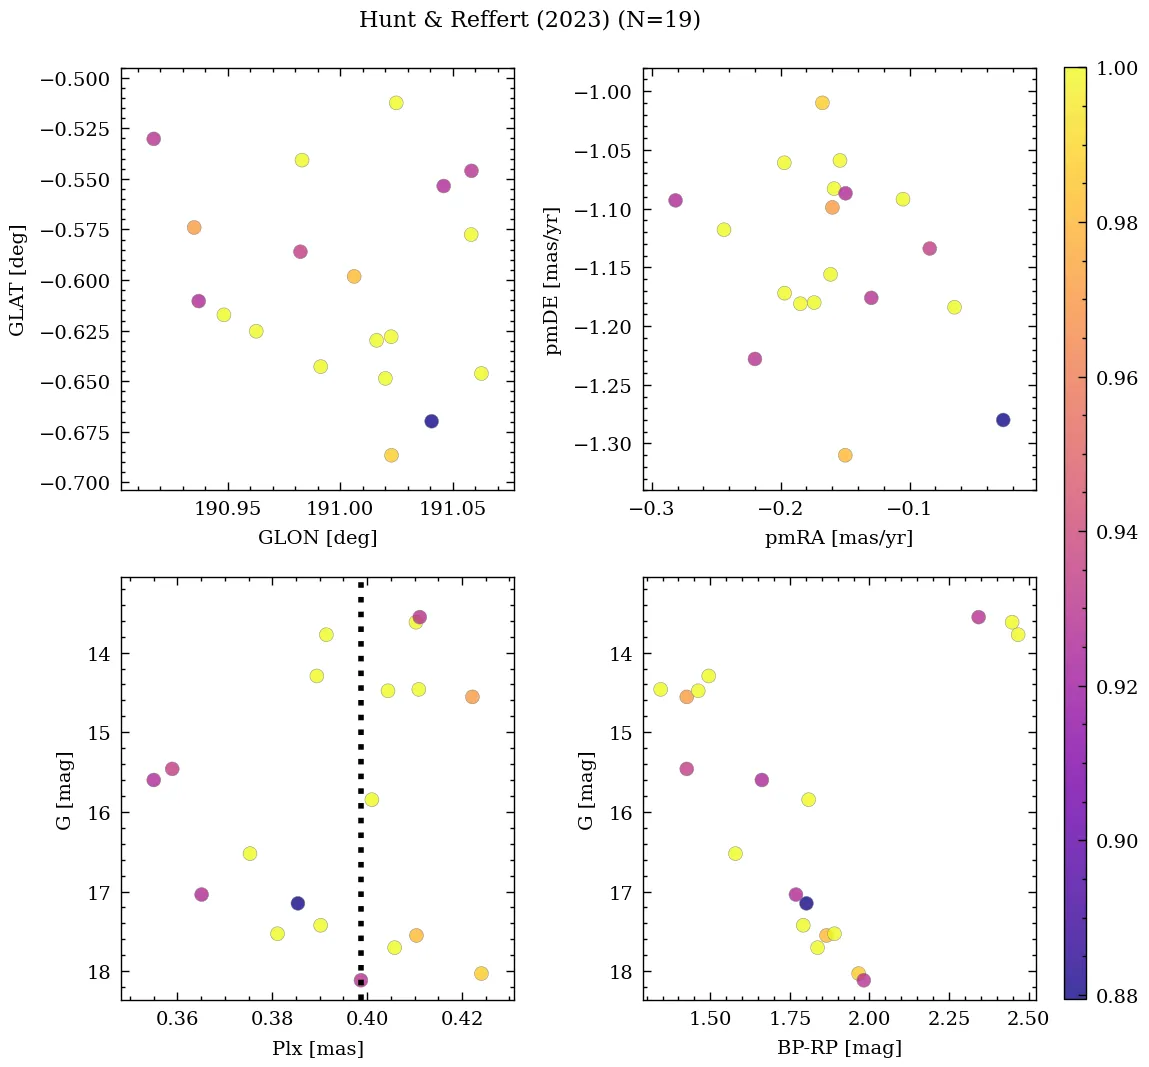 Hunt & Reffert (2023) (N=19)
−0.500
−0.525
−0.550
−0.575
−0.600
−0.625
−0.650
−0.675
−0.700
GLAT [deg]
190.95 191.00 191.05
GLON [deg]
−1.00
−1.05
−1.10
−1.15
−1.20
−1.25
−1.30
pmDE [mas/yr]
−0.3 −0.2 −0.1
pmRA [mas/yr]
14
15
16
17
18
G [mag]
0.36 0.38 0.40 0.42
Plx [mas]
14
15
16
17
18
G [mag]
1.50 1.75 2.00 2.25 2.50
BP-RP [mag]
1.00
0.98
0.96
0.94
0.92
0.90
0.88